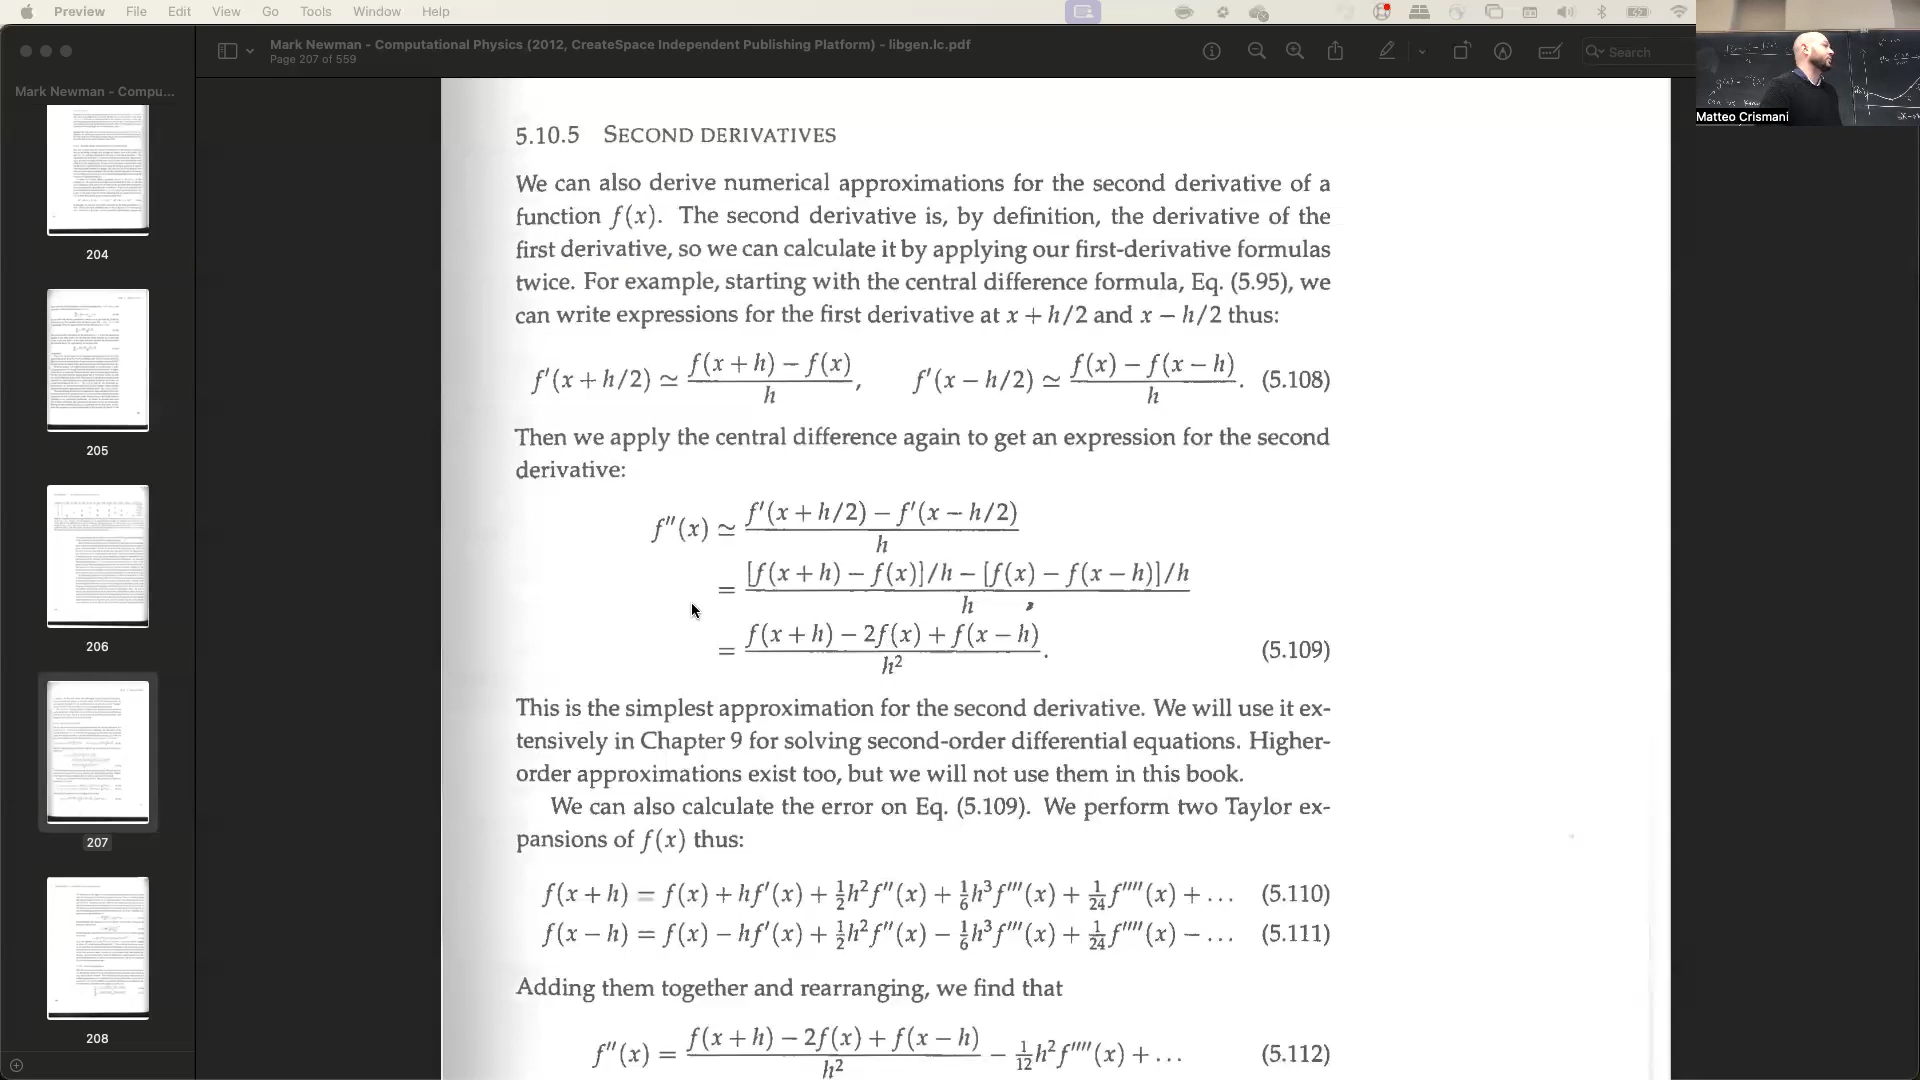 Preview File Edit View Go Tools Window Help
Mark Newman - Computational Physics (2012, CreateSpace Independent Publishing Platform) - libgen.lc.pdf
Page 207 of 559
Search
Matteo Crismani
Mark Newman - Compu...
204
205
206
207
208
5.10.5 SECOND DERIVATIVES
We can also derive numerical approximations for the second derivative of a
function f(x). The second derivative is, by definition, the derivative of the
first derivative, so we can calculate it by applying our first-derivative formulas
twice. For example, starting with the central difference formula, Eq. (5.95), we
can write expressions for the first derivative at x + h/2 and x − h/2 thus:
f′(x + h/2) ≃ (f(x + h) − f(x))/h, f′(x − h/2) ≃ (f(x) − f(x − h))/h. (5.108)
Then we apply the central difference again to get an expression for the second
derivative:
f″(x) ≃ (f′(x + h/2) − f′(x − h/2))/h
= ([f(x + h) − f(x)]/h − [f(x) − f(x − h)]/h)/h
= (f(x + h) − 2f(x) + f(x − h))/h². (5.109)
This is the simplest approximation for the second derivative. We will use it ex-
tensively in Chapter 9 for solving second-order differential equations. Higher-
order approximations exist too, but we will not use them in this book.
We can also calculate the error on Eq. (5.109). We perform two Taylor ex-
pansions of f(x) thus:
f(x + h) = f(x) + hf′(x) + ½h²f″(x) + ⅙h³f‴(x) + 1/24 f⁗(x) + ... (5.110)
f(x − h) = f(x) − hf′(x) + ½h²f″(x) − ⅙h³f‴(x) + 1/24 f⁗(x) − ... (5.111)
Adding them together and rearranging, we find that
f″(x) = (f(x + h) − 2f(x) + f(x − h))/h² − 1/12 h²f⁗(x) + ... (5.112)